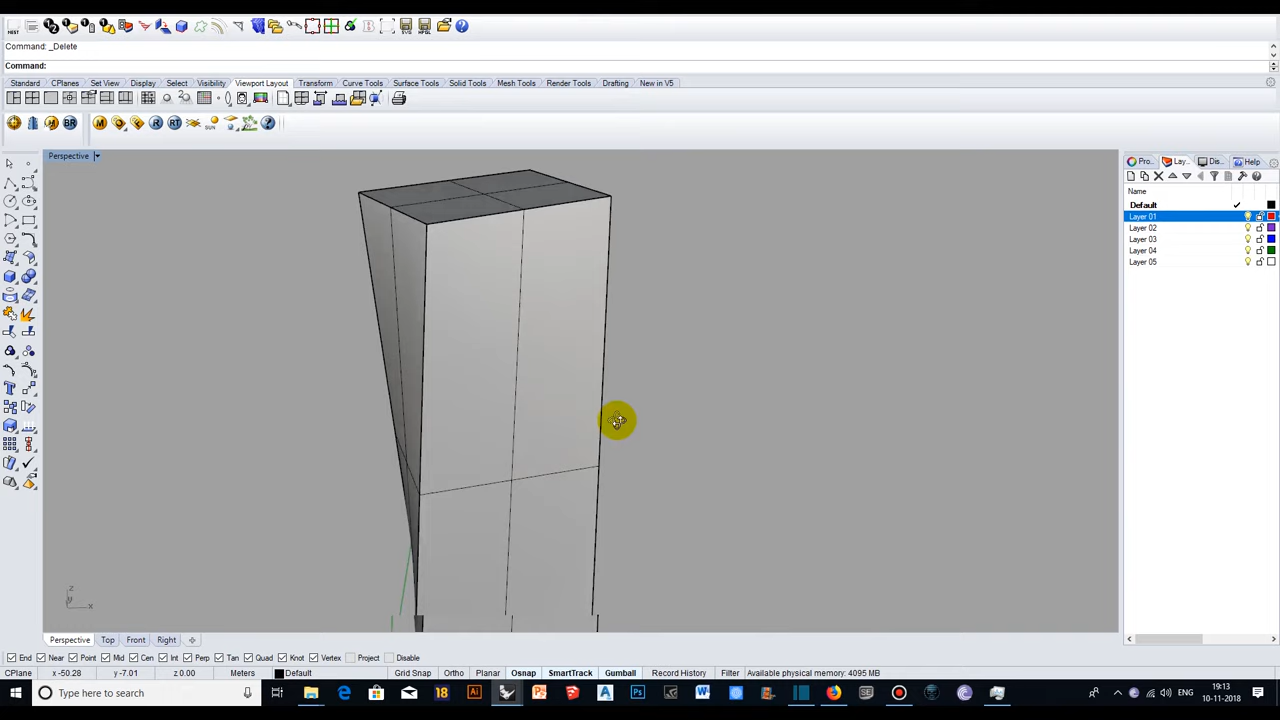 Command: _Delete
Command:
Standard CPlanes Set View Display Select Visibility Viewport Layout Transform Curve Tools Surface Tools Solid Tools Mesh Tools Render Tools Drafting New in V5
Perspective
Pro... Lay... Dis... Help
Name
Default
Layer 01
Layer 02
Layer 03
Layer 04
Layer 05
z
y
x
Perspective Top Front Right
End Near Point Mid Cen Int Perp Tan Quad Knot Vertex Project Disable
CPlane x -50.28 y -7.01 z 0.00 Meters Default Grid Snap Ortho Planar Osnap SmartTrack Gumball Record History Filter Available physical memory: 4095 MB
Type here to search
ENG
19:13
10-11-2018